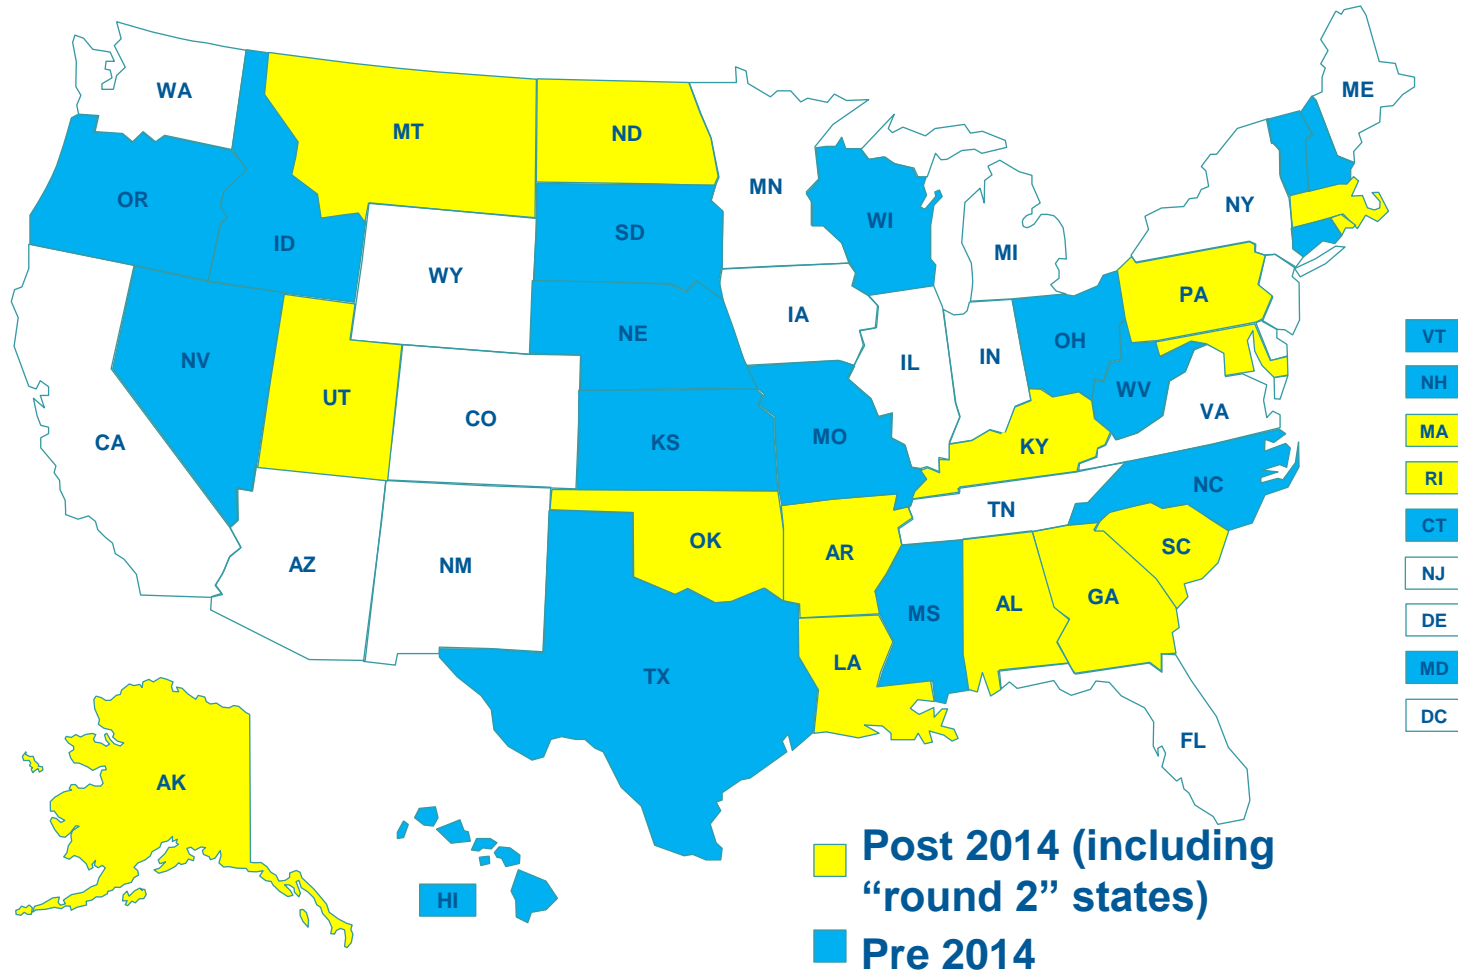 WA
MT
ND
MN
ME
OR
ID
SD
WI
MI
NY
WY
NE
IA
PA
NV
UT
CO
IL
IN
OH
WV
VA
CA
KS
MO
KY
NC
AZ
NM
OK
AR
TN
SC
TX
LA
MS
AL
GA
FL
AK
HI
VT
NH
MA
RI
CT
NJ
DE
MD
DC
Post 2014 (including
“round 2” states)
Pre 2014